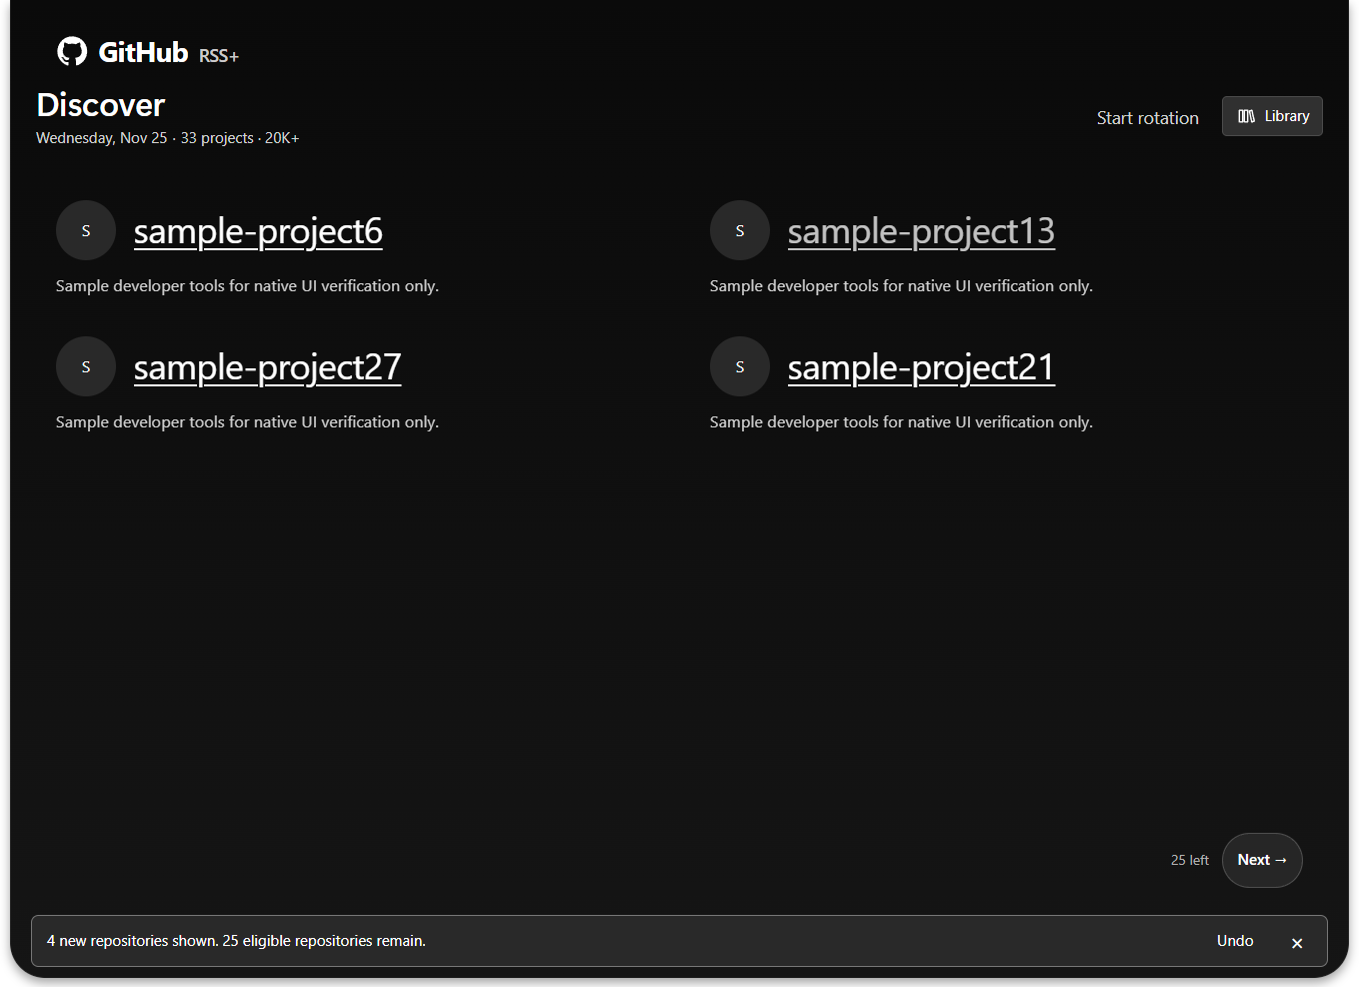 GitHub RSS+
Discover
Wednesday, Nov 25 · 33 projects · 20K+
Start rotation
Library
S
sample-project6
Sample developer tools for native UI verification only.
S
sample-project13
Sample developer tools for native UI verification only.
S
sample-project27
Sample developer tools for native UI verification only.
S
sample-project21
Sample developer tools for native UI verification only.
25 left
Next →
4 new repositories shown. 25 eligible repositories remain.
Undo
×